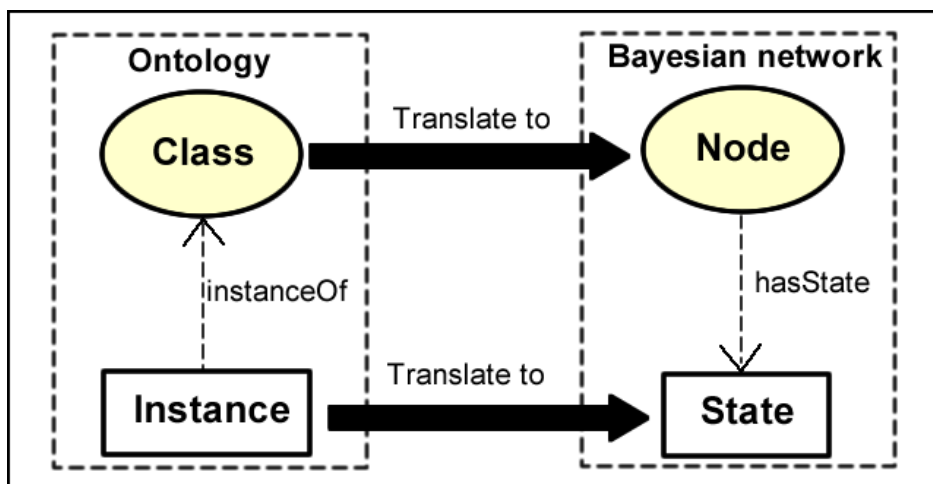 Ontology
Bayesian network
Class
Translate to
Node
instanceOf
hasState
Instance
Translate to
State